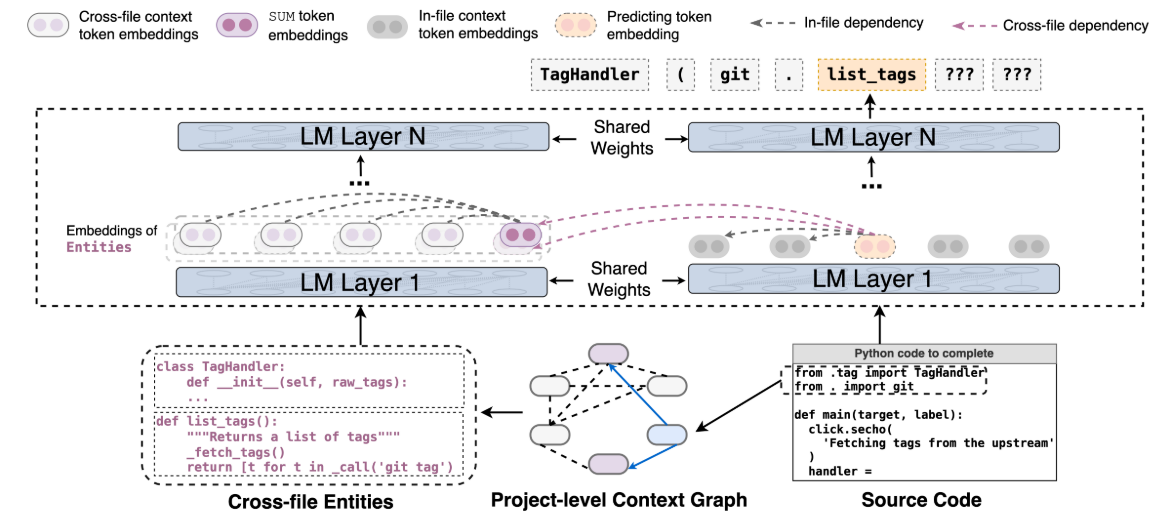 Cross-file context
token embeddings
SUM token
embeddings
In-file context
token embeddings
Predicting token
embedding
In-file dependency
Cross-file dependency
TagHandler ( git . list_tags ??? ???
LM Layer N
Shared
Weights
LM Layer N
...
...
Embeddings of
Entities
LM Layer 1
Shared
Weights
LM Layer 1
class TagHandler:
def __init__(self, raw_tags):
...
def list_tags():
"""Returns a list of tags"""
_fetch_tags()
return [t for t in _call('git tag')
Cross-file Entities
Project-level Context Graph
Python code to complete
from .tag import TagHandler
from . import git
def main(target, label):
click.secho(
'Fetching tags from the upstream'
)
handler =
Source Code